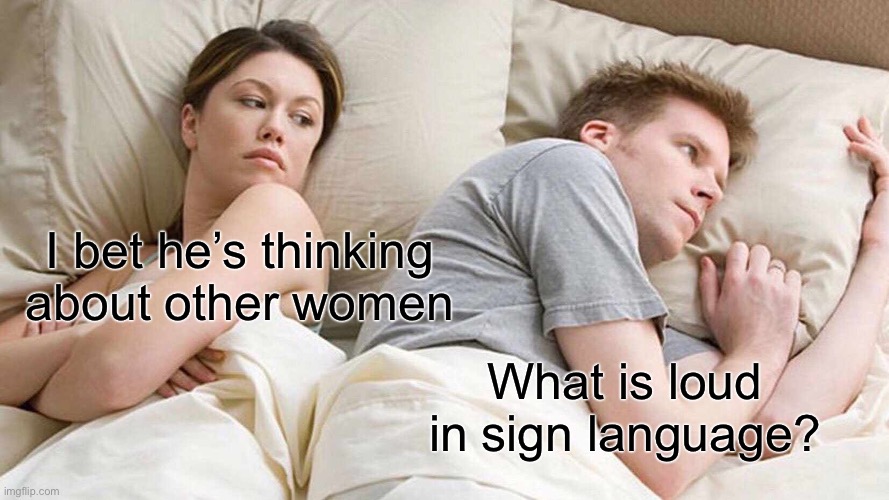 I bet he’s thinking
about other women
What is loud
in sign language?
imgflip.com